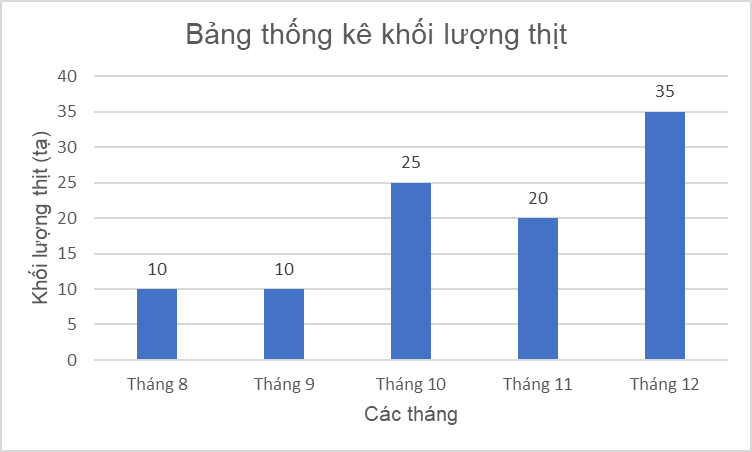 Bảng thống kê khối lượng thịt
Khối lượng thịt (tạ)
40
35
30
25
20
15
10
5
0
10
10
25
20
35
Tháng 8
Tháng 9
Tháng 10
Tháng 11
Tháng 12
Các tháng